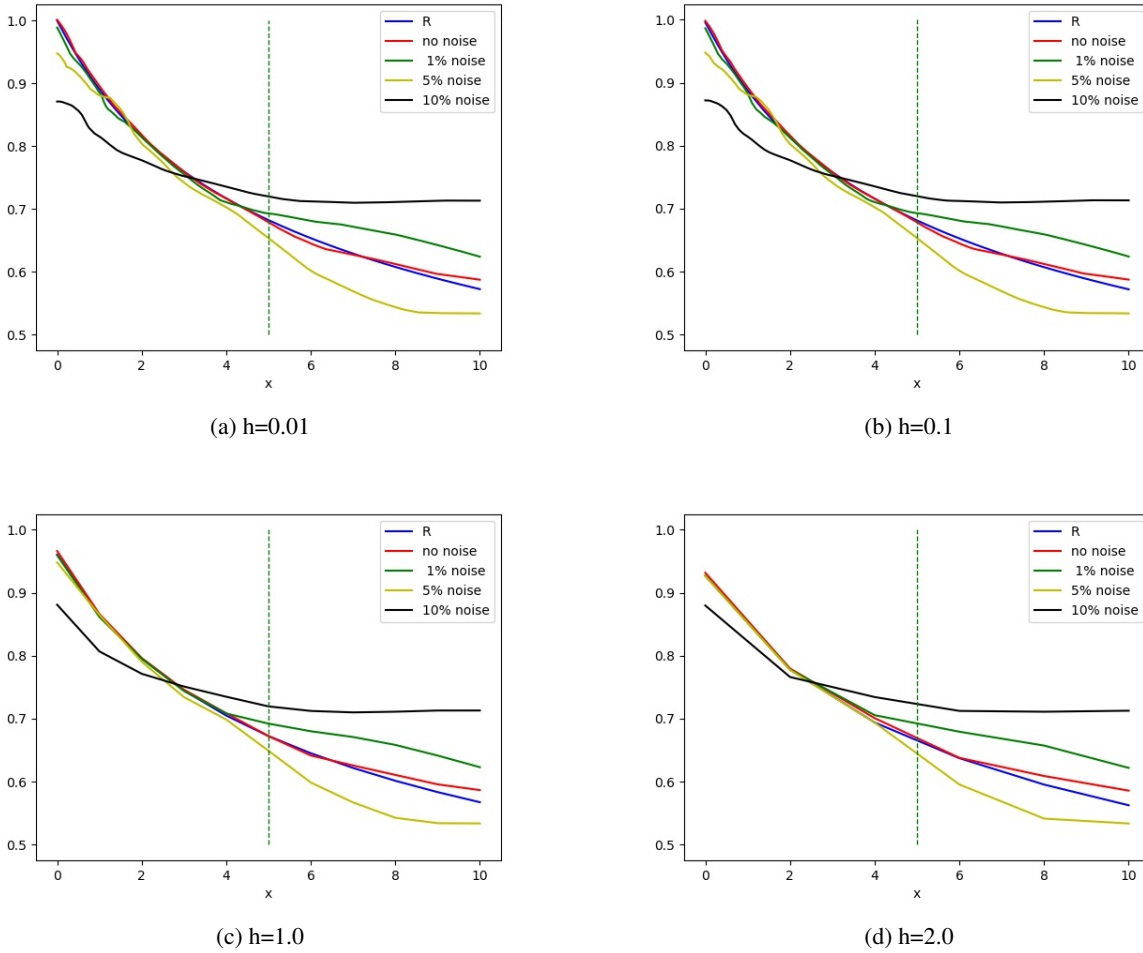 1.0
0.9
0.8
0.7
0.6
0.5
0 2 4 6 8 10
x
R
no noise
1% noise
5% noise
10% noise
(a) h=0.01
1.0
0.9
0.8
0.7
0.6
0.5
0 2 4 6 8 10
x
R
no noise
1% noise
5% noise
10% noise
(b) h=0.1
1.0
0.9
0.8
0.7
0.6
0.5
0 2 4 6 8 10
x
R
no noise
1% noise
5% noise
10% noise
(c) h=1.0
1.0
0.9
0.8
0.7
0.6
0.5
0 2 4 6 8 10
x
R
no noise
1% noise
5% noise
10% noise
(d) h=2.0